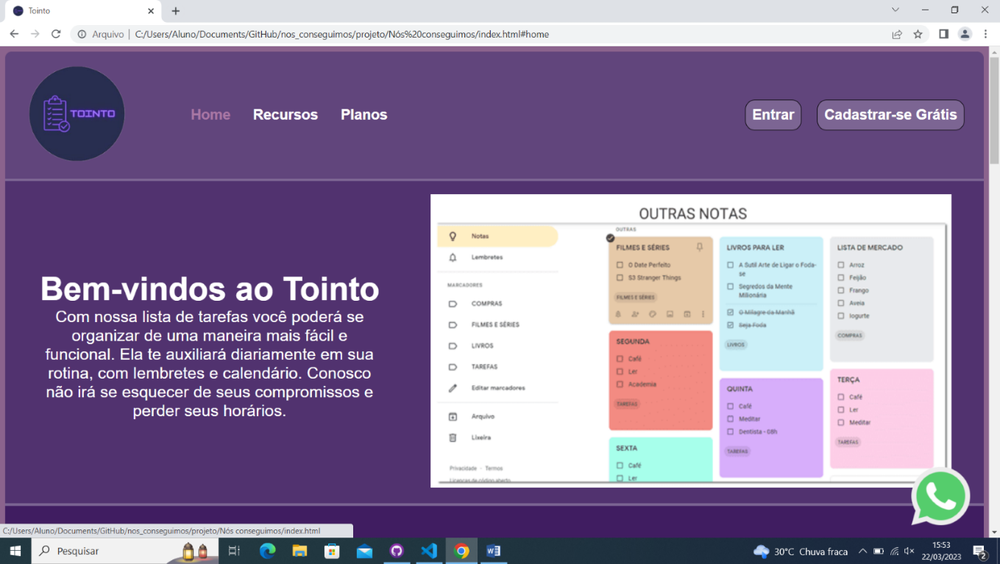 Tointo
Arquivo | C:/Users/Aluno/Documents/GitHub/nos_conseguimos/projeto/Nós%20conseguimos/index.html#home
TOINTO
Home Recursos Planos Entrar Cadastrar-se Grátis
Bem-vindos ao Tointo
Com nossa lista de tarefas você poderá se
organizar de uma maneira mais fácil e
funcional. Ela te auxiliará diariamente em sua
rotina, com lembretes e calendário. Conosco
não irá se esquecer de seus compromissos e
perder seus horários.
OUTRAS NOTAS
Notas
Lembretes
MARCADORES
COMPRAS
FILMES E SÉRIES
LIVROS
TAREFAS
Editar marcadores
Arquivo
Lixeira
Privacidade - Termos
Licenças de código aberto
OUTRAS
FILMES E SÉRIES
O Date Perfeito
S3 Stranger Things
FILMES E SÉRIES
SEGUNDA
Café
Ler
Academia
TAREFAS
SEXTA
Café
Ler
LIVROS PARA LER
A Sutil Arte de Ligar o Foda-
se
Segredos da Mente
Milionária
O Milagre da Manhã
Seja Foda
LIVROS
QUINTA
Café
Meditar
Dentista - 08h
TAREFAS
LISTA DE MERCADO
Arroz
Feijão
Frango
Aveia
Iogurte
COMPRAS
TERÇA
Café
Ler
Meditar
TAREFAS
C:/Users/Aluno/Documents/GitHub/nos_conseguimos/projeto/Nós conseguimos/index.html
Pesquisar
30°C Chuva fraca
15:53
22/03/2023
2